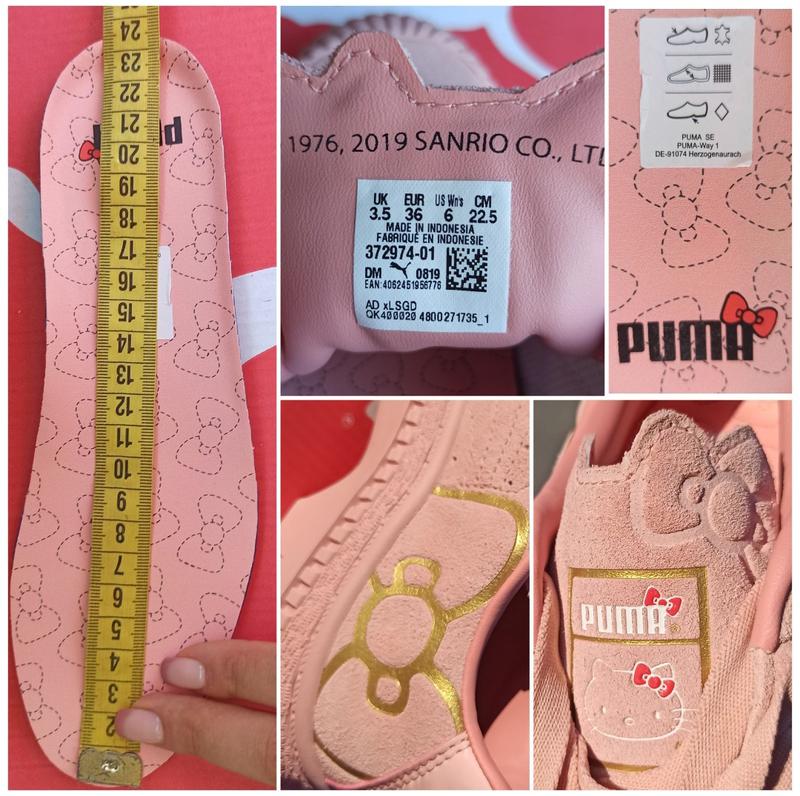 24
23
22
21
20
19
18
17
16
15
14
13
12
11
10
9
8
7
6
5
4
3
2
1976, 2019 SANRIO CO., LTD
UK EUR US Wn's CM
3.5 36 6 22.5
MADE IN INDONESIA
FABRIQUÉ EN INDONESIE
372974-01
DM 0819
EAN:4062451956776
AD xLSGD
QK400020 4800271735_1
PUMA SE
PUMA-Way 1
DE-91074 Herzogenaurach
PUMA
PUMA